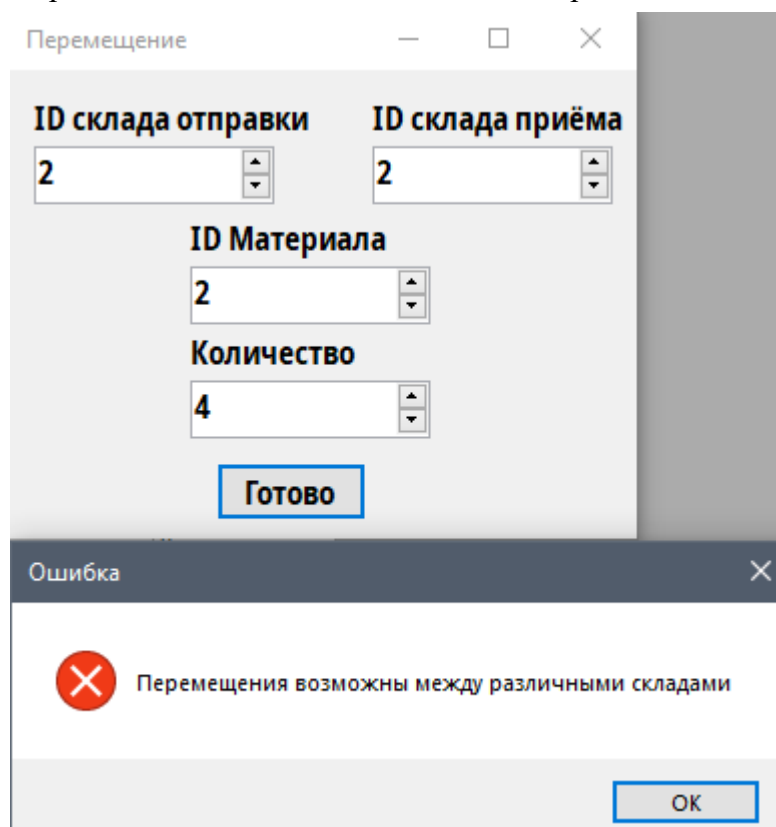 Перемещение
ID склада отправки ID склада приёма
2 2
ID Материала
2
Количество
4
Готово
Ошибка
Перемещения возможны между различными складами
ОК